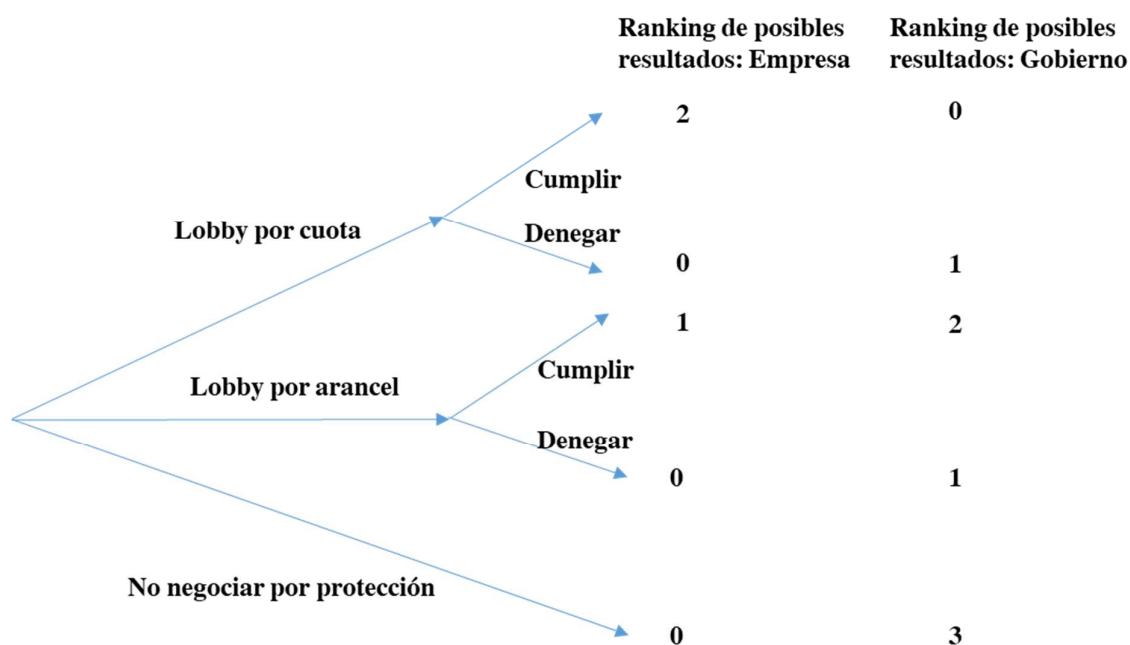 Ranking de posibles
resultados: Empresa
Ranking de posibles
resultados: Gobierno
2
0
Cumplir
Lobby por cuota
Denegar
0
1
1
2
Cumplir
Lobby por arancel
Denegar
0
1
No negociar por protección
0
3